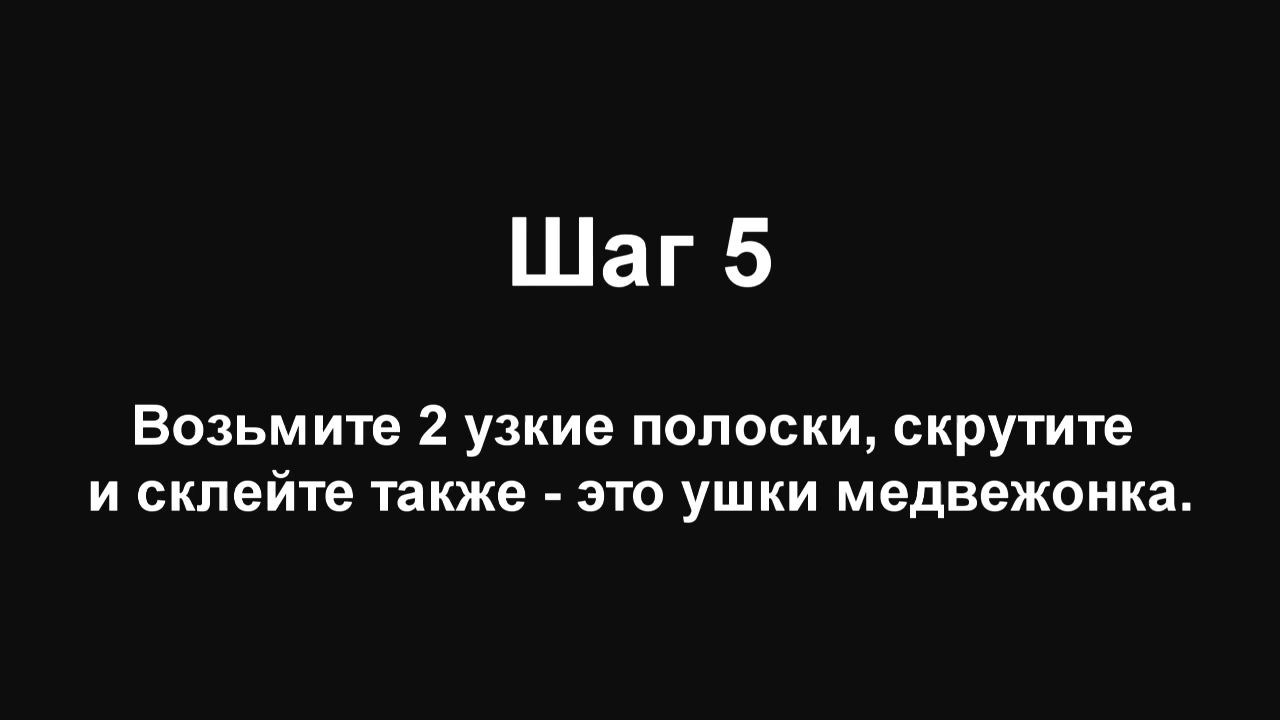 Шаг 5
Возьмите 2 узкие полоски, скрутите
и склейте также - это ушки медвежонка.